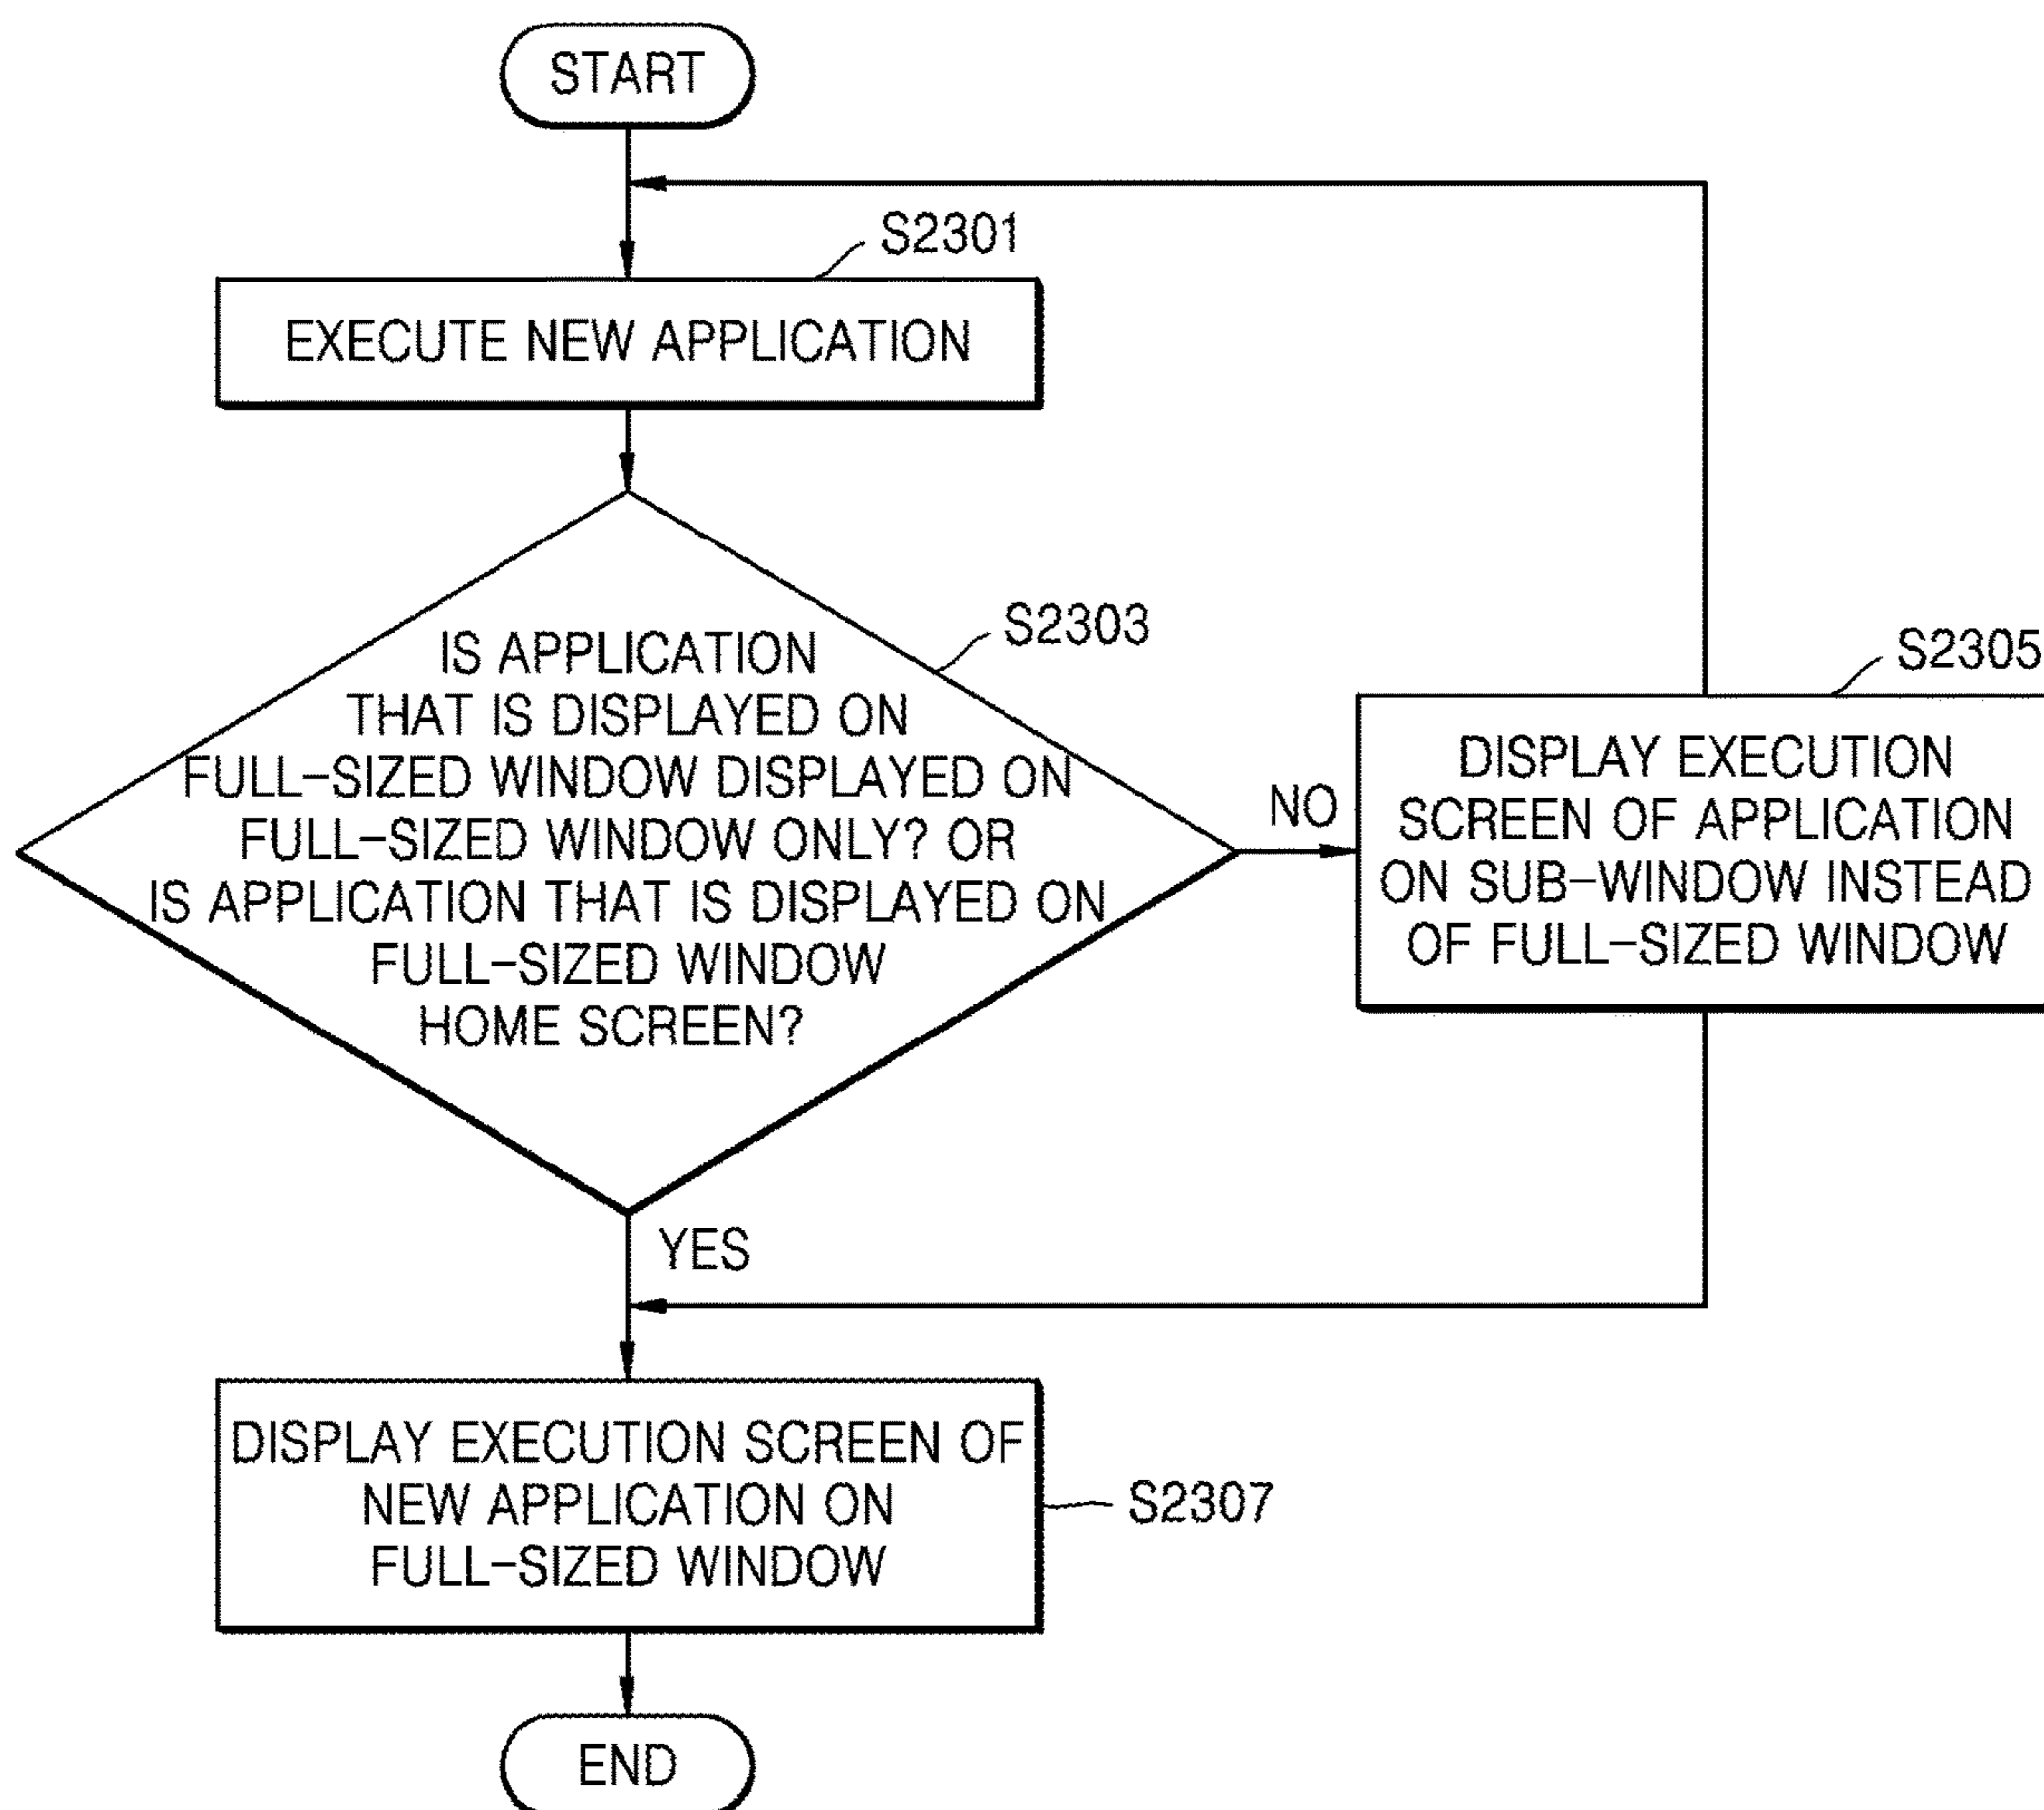 START
S2301
EXECUTE NEW APPLICATION
S2303
IS APPLICATION
THAT IS DISPLAYED ON
FULL-SIZED WINDOW DISPLAYED ON
FULL-SIZED WINDOW ONLY? OR
IS APPLICATION THAT IS DISPLAYED ON
FULL-SIZED WINDOW
HOME SCREEN?
NO
S2305
DISPLAY EXECUTION
SCREEN OF APPLICATION
ON SUB-WINDOW INSTEAD
OF FULL-SIZED WINDOW
YES
DISPLAY EXECUTION SCREEN OF
NEW APPLICATION ON
FULL-SIZED WINDOW
S2307
END